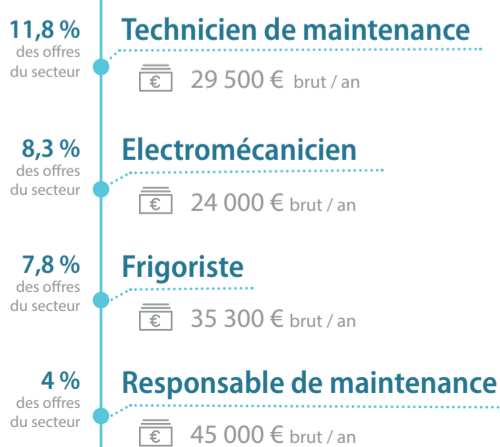 11,8 %
des offres
du secteur
Technicien de maintenance
€ 29 500 € brut / an
8,3 %
des offres
du secteur
Electromécanicien
€ 24 000 € brut / an
7,8 %
des offres
du secteur
Frigoriste
€ 35 300 € brut / an
4 %
des offres
du secteur
Responsable de maintenance
€ 45 000 € brut / an